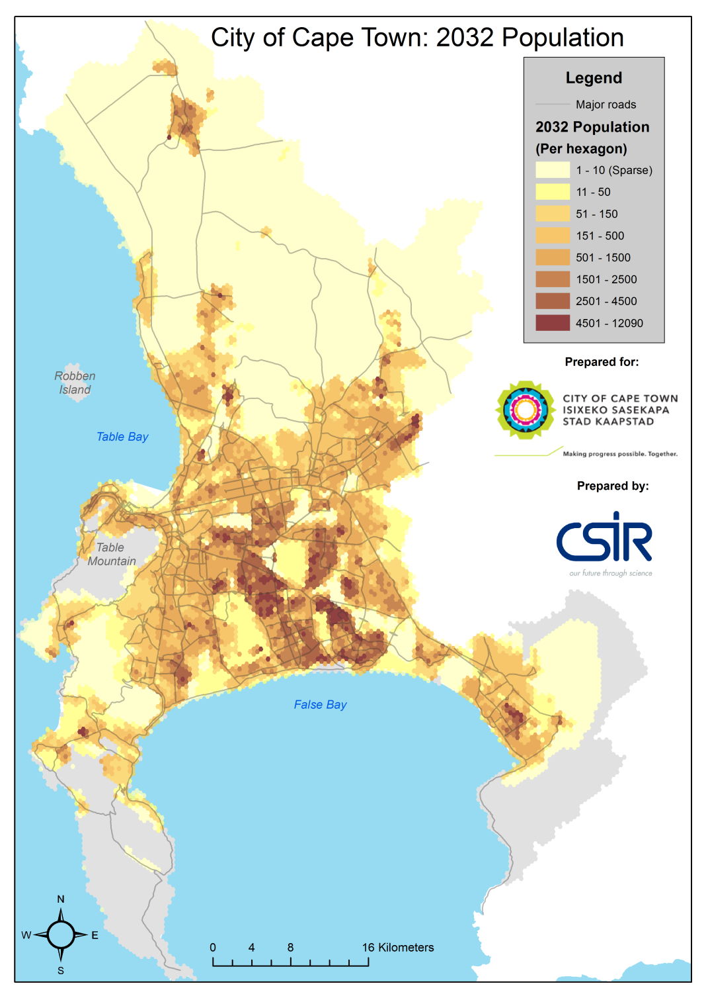 City of Cape Town: 2032 Population
Legend
Major roads
2032 Population
(Per hexagon)
1 - 10 (Sparse)
11 - 50
51 - 150
151 - 500
501 - 1500
1501 - 2500
2501 - 4500
4501 - 12090
Prepared for:
CITY OF CAPE TOWN
ISIXEKO SASEKAPA
STAD KAAPSTAD
Making progress possible. Together.
Prepared by:
CSIR
our future through science
Robben
Island
Table Bay
Table
Mountain
False Bay
N
W
E
S
0 4 8 16 Kilometers